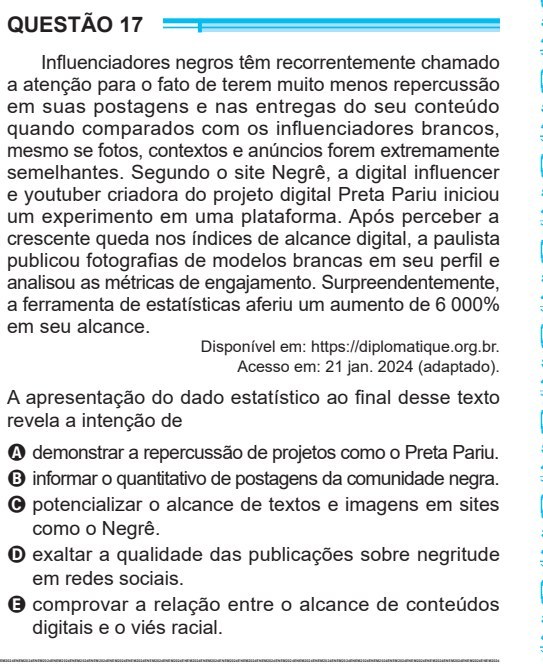 QUESTÃO 17
Influenciadores negros têm recorrentemente chamado
a atenção para o fato de terem muito menos repercussão
em suas postagens e nas entregas do seu conteúdo
quando comparados com os influenciadores brancos,
mesmo se fotos, contextos e anúncios forem extremamente
semelhantes. Segundo o site Negrê, a digital influencer
e youtuber criadora do projeto digital Preta Pariu iniciou
um experimento em uma plataforma. Após perceber a
crescente queda nos índices de alcance digital, a paulista
publicou fotografias de modelos brancas em seu perfil e
analisou as métricas de engajamento. Surpreendentemente,
a ferramenta de estatísticas aferiu um aumento de 6 000%
em seu alcance.
Disponível em: https://diplomatique.org.br.
Acesso em: 21 jan. 2024 (adaptado).
A apresentação do dado estatístico ao final desse texto
revela a intenção de
A demonstrar a repercussão de projetos como o Preta Pariu.
B informar o quantitativo de postagens da comunidade negra.
C potencializar o alcance de textos e imagens em sites
como o Negrê.
D exaltar a qualidade das publicações sobre negritude
em redes sociais.
E comprovar a relação entre o alcance de conteúdos
digitais e o viés racial.